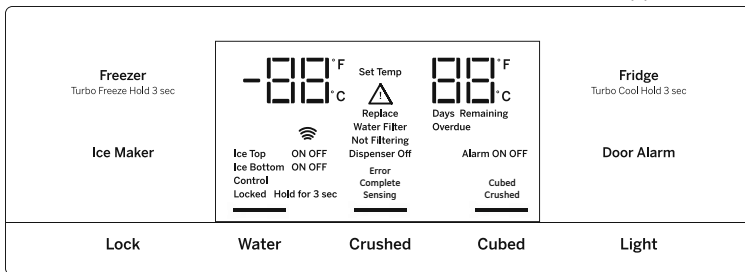 Freezer
Turbo Freeze Hold 3 sec
Ice Maker
-88 °F °C
Set Temp
88 °F °C
Replace
Water Filter
Not Filtering
Dispenser Off
Days Remaining
Overdue
Ice Top ON OFF
Ice Bottom ON OFF
Control
Locked Hold for 3 sec
Error
Complete
Sensing
Alarm ON OFF
Cubed
Crushed
Fridge
Turbo Cool Hold 3 sec
Door Alarm
Lock Water Crushed Cubed Light